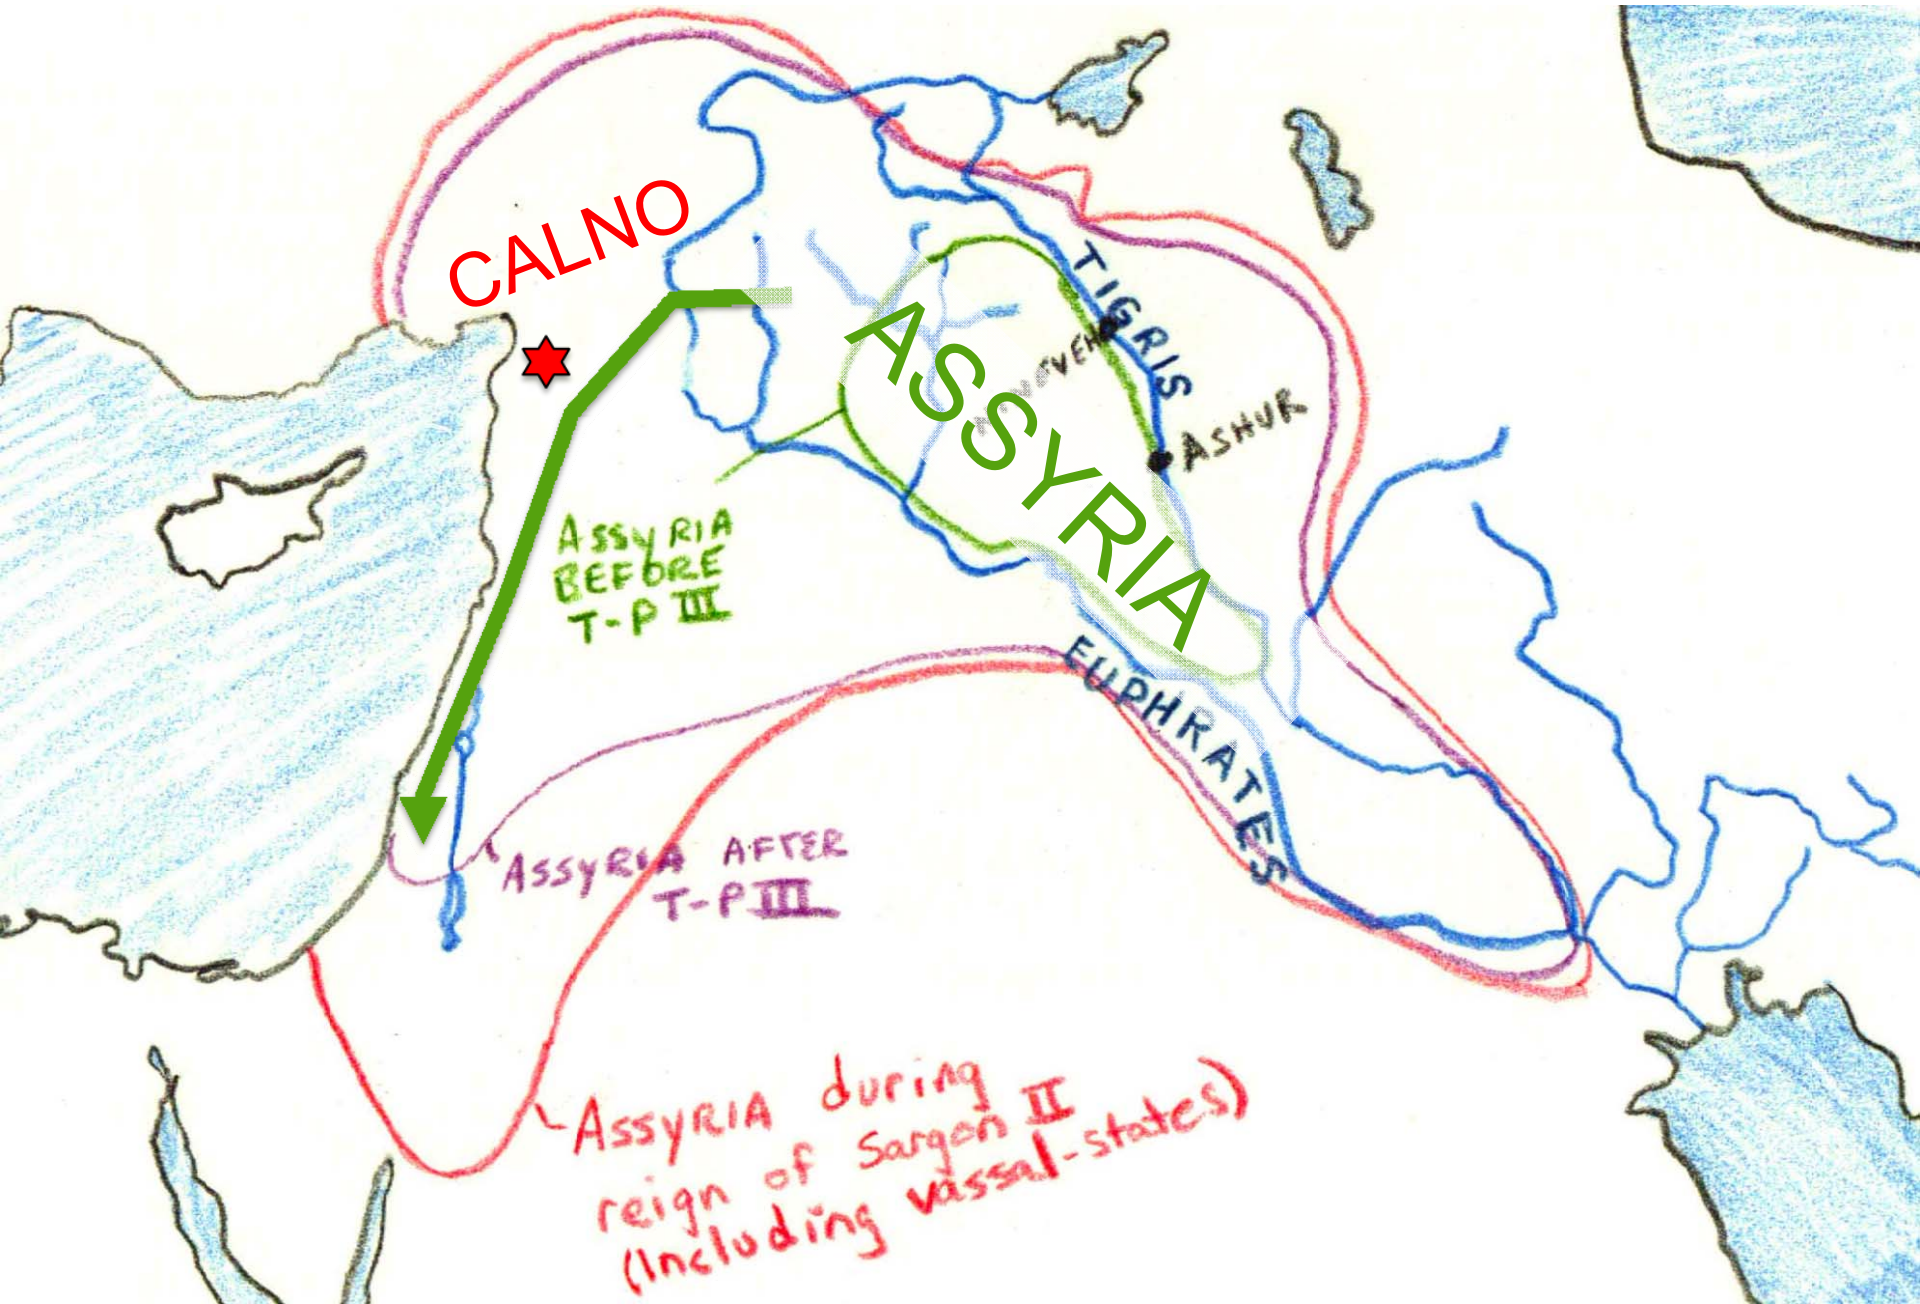 CALNO
TIGRIS
NINEVEH
ASSYRIA
ASHUR
ASSYRIA
BEFORE
T-P III
EUPHRATES
ASSYRIA AFTER
T-P III
ASSYRIA during
reign of Sargon II
(Including vassal-states)